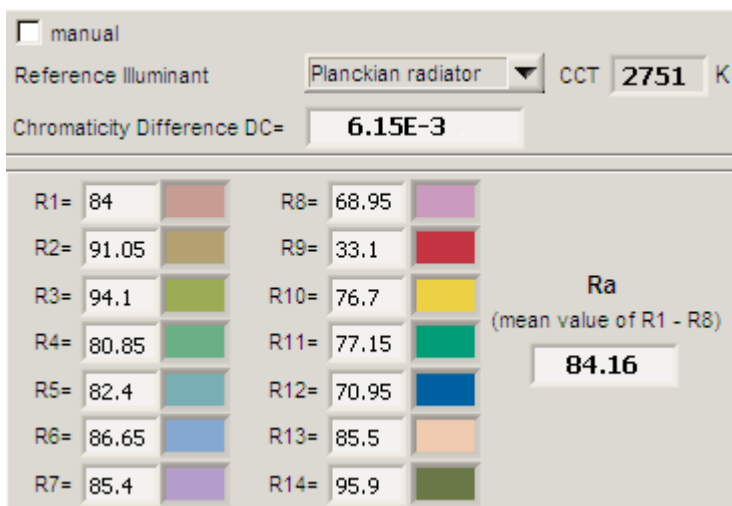 manual
Reference Illuminant Planckian radiator CCT 2751 K
Chromaticity Difference DC= 6.15E-3
R1= 84 R8= 68.95
R2= 91.05 R9= 33.1
R3= 94.1 R10= 76.7
R4= 80.85 R11= 77.15
R5= 82.4 R12= 70.95
R6= 86.65 R13= 85.5
R7= 85.4 R14= 95.9
Ra
(mean value of R1 - R8)
84.16